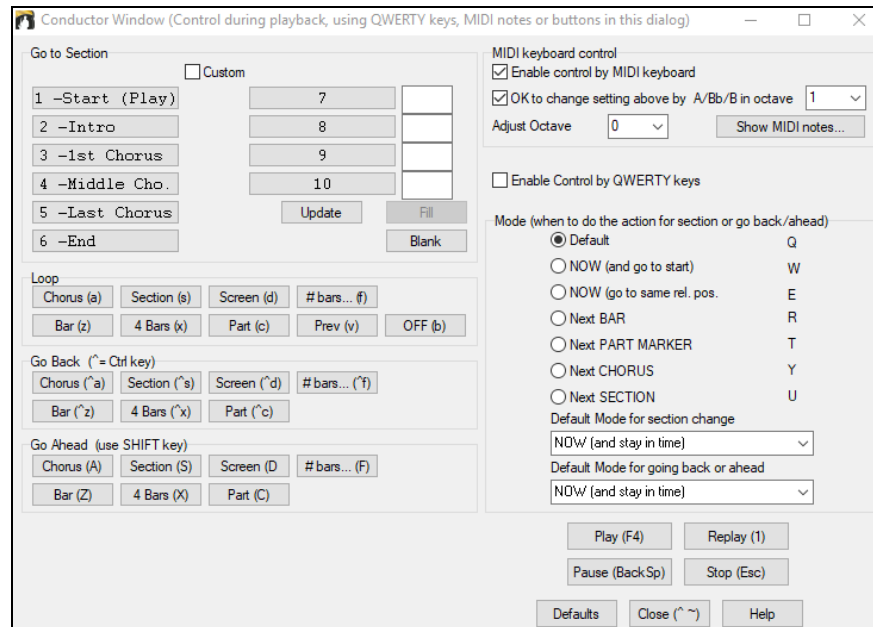 Conductor Window (Control during playback, using QWERTY keys, MIDI notes or buttons in this dialog)
Go to Section
Custom
1 -Start (Play) 7
2 -Intro 8
3 -1st Chorus 9
4 -Middle Cho. 10
5 -Last Chorus Update Fill
6 -End Blank
Loop
Chorus (a) Section (s) Screen (d) # bars... (f)
Bar (z) 4 Bars (x) Part (c) Prev (v) OFF (b)
Go Back (^= Ctrl key)
Chorus (^a) Section (^s) Screen (^d) # bars... (^f)
Bar (^z) 4 Bars (^x) Part (^c)
Go Ahead (use SHIFT key)
Chorus (A) Section (S) Screen (D # bars... (F)
Bar (Z) 4 Bars (X) Part (C)
MIDI keyboard control
Enable control by MIDI keyboard
OK to change setting above by A/Bb/B in octave 1
Adjust Octave 0 Show MIDI notes...
Enable Control by QWERTY keys
Mode (when to do the action for section or go back/ahead)
Default Q
NOW (and go to start) W
NOW (go to same rel. pos. E
Next BAR R
Next PART MARKER T
Next CHORUS Y
Next SECTION U
Default Mode for section change
NOW (and stay in time)
Default Mode for going back or ahead
NOW (and stay in time)
Play (F4) Replay (1)
Pause (BackSp) Stop (Esc)
Defaults Close (^ ~) Help